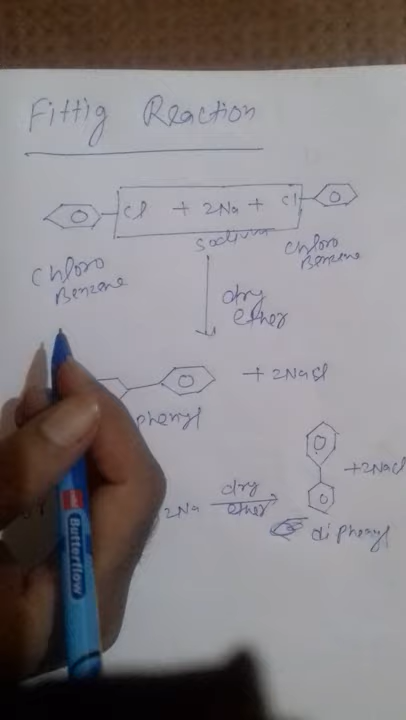 Fittig Reaction
Cl + 2Na + Cl
Sodium
Chloro
Benzene
Chloro
Benzene
dry
ether
+ 2NaCl
phenyl
+2NaCl
2Na dry
ether
diphenyl
Butterflow